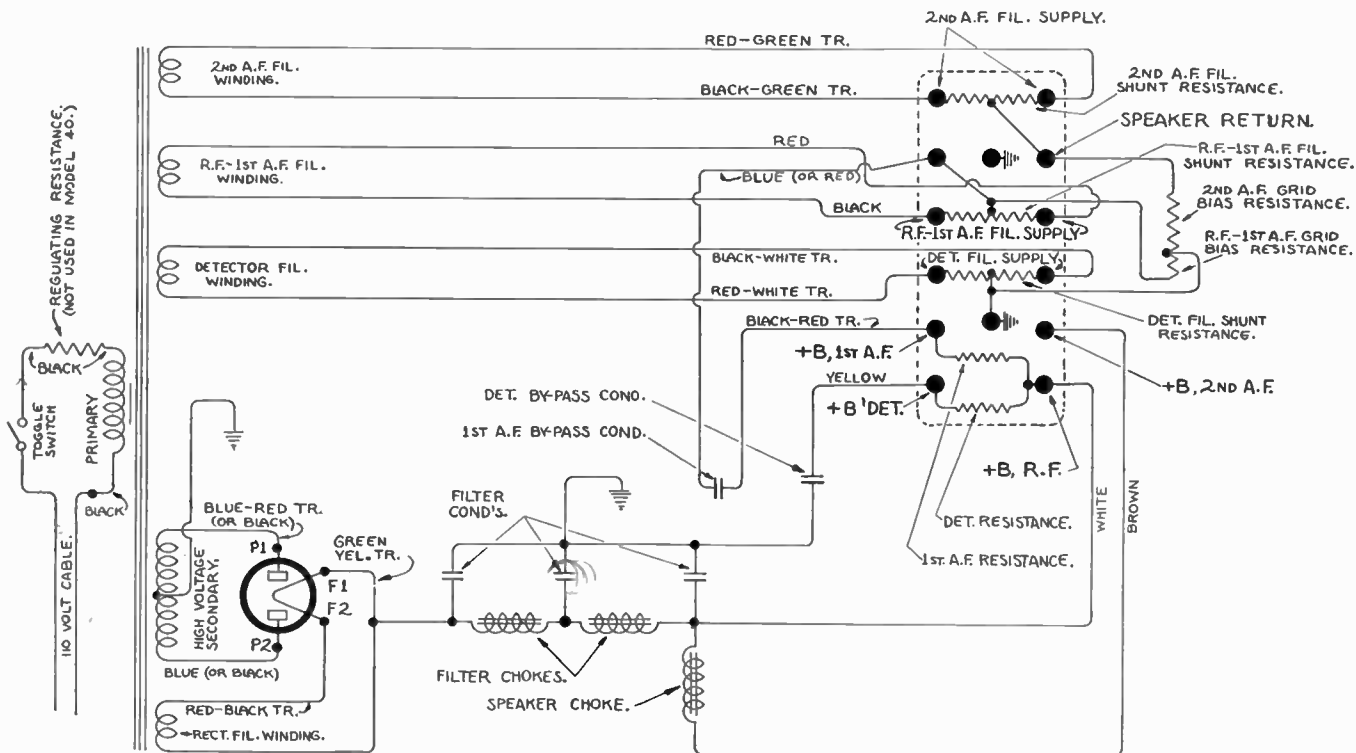 2ND A.F. FIL. SUPPLY.
RED-GREEN TR.
2ND A.F. FIL.
WINDING.
BLACK-GREEN TR.
2ND A.F. FIL.
SHUNT RESISTANCE.
SPEAKER RETURN.
REGULATING RESISTANCE,
(NOT USED IN MODEL 40.)
RED
R.F.-1ST A.F. FIL.
SHUNT RESISTANCE.
R.F.-1ST A.F. FIL.
WINDING.
BLUE (OR RED)
2ND A.F. GRID
BIAS RESISTANCE.
BLACK
R.F.-1ST A.F. FIL. SUPPLY
R.F.-1ST A.F. GRID
BIAS RESISTANCE.
BLACK-WHITE TR.
DET. FIL. SUPPLY.
DETECTOR FIL.
WINDING.
RED-WHITE TR.
DET. FIL. SHUNT
RESISTANCE.
BLACK-RED TR.
+B, 1ST A.F.
BLACK
YELLOW
+B, 2ND A.F.
+B' DET.
DET. BY-PASS COND.
1ST A.F. BY-PASS COND.
TOGGLE
SWITCH
PRIMARY
+B, R.F.
BLACK
BLUE-RED TR.
(OR BLACK)
FILTER
COND'S.
WHITE
BROWN
DET. RESISTANCE.
1ST A.F. RESISTANCE.
P1
GREEN
YEL. TR.
F1
F2
HIGH VOLTAGE
SECONDARY.
110 VOLT CABLE.
P2
BLUE (OR BLACK)
FILTER CHOKES.
SPEAKER CHOKE.
RED-BLACK TR.
RECT. FIL. WINDING.